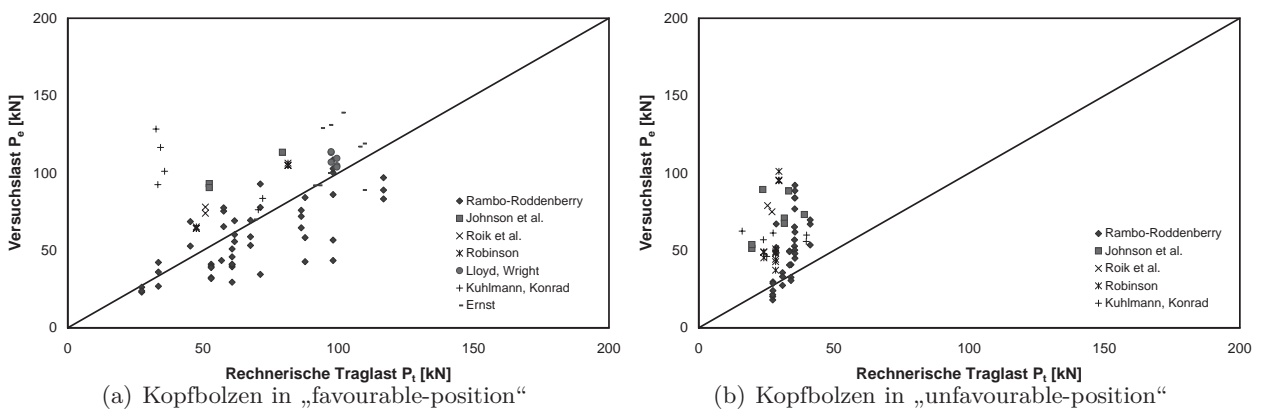 200
150
100
50
0
Versuchslast Pe [kN]
0 50 100 150 200
Rechnerische Traglast Pt [kN]
Rambo-Roddenberry
Johnson et al.
Roik et al.
Robinson
Lloyd, Wright
Kuhlmann, Konrad
Ernst
(a) Kopfbolzen in „favourable-position“
200
150
100
50
0
Versuchslast Pe [kN]
0 50 100 150 200
Rechnerische Traglast Pt [kN]
Rambo-Roddenberry
Johnson et al.
Roik et al.
Robinson
Kuhlmann, Konrad
(b) Kopfbolzen in „unfavourable-position“